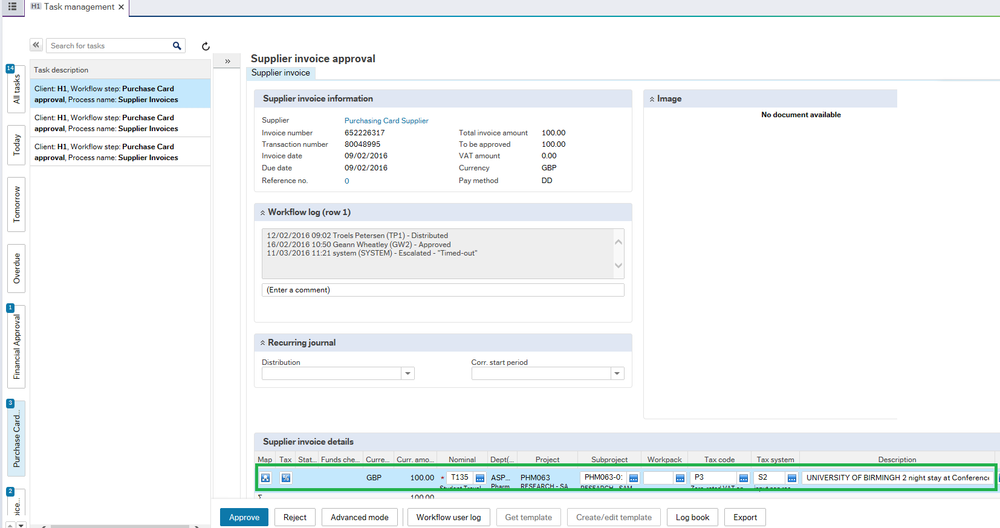 H1 Task management ×
Search for tasks
14
All tasks
Today
Tomorrow
Overdue
1
Financial Approval
3
Purchase Card...
2
Task description
Client: H1, Workflow step: Purchase Card
approval, Process name: Supplier Invoices
Client: H1, Workflow step: Purchase Card
approval, Process name: Supplier Invoices
Client: H1, Workflow step: Purchase Card
approval, Process name: Supplier Invoices
Supplier invoice approval
Supplier invoice
Supplier invoice information
Supplier Purchasing Card Supplier
Invoice number 652226317 Total invoice amount 100.00
Transaction number 80048995 To be approved 100.00
Invoice date 09/02/2016 VAT amount 0.00
Due date 09/02/2016 Currency GBP
Reference no. 0 Pay method DD
Image
No document available
Workflow log (row 1)
12/02/2016 09:02 Troels Petersen (TP1) - Distributed
16/02/2016 10:50 Geann Wheatley (GW2) - Approved
11/03/2016 11:21 system (SYSTEM) - Escalated - "Timed-out"
(Enter a comment)
Recurring journal
Distribution Corr. start period
Supplier invoice details
Map Tax Stat... Funds che... Curre... Curr. amo... Nominal Dept(... Project Subproject Workpack Tax code Tax system Description
GBP 100.00 * T135 ASP... PHM063 PHM063-01 P3 S2 UNIVERSITY OF BIRMINGH 2 night stay at Conference
Student Travel Pharm RESEARCH - SA RESEARCH - SAM
Σ 100.00
Approve Reject Advanced mode Workflow user log Get template Create/edit template Log book Export